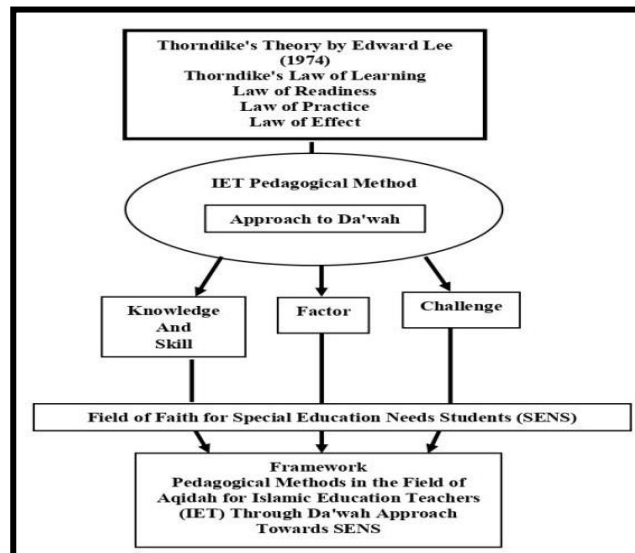 Thorndike's Theory by Edward Lee
(1974)
Thorndike's Law of Learning
Law of Readiness
Law of Practice
Law of Effect
IET Pedagogical Method
Approach to Da'wah
Knowledge
And
Skill
Factor
Challenge
Field of Faith for Special Education Needs Students (SENS)
Framework
Pedagogical Methods in the Field of
Aqidah for Islamic Education Teachers
(IET) Through Da'wah Approach
Towards SENS